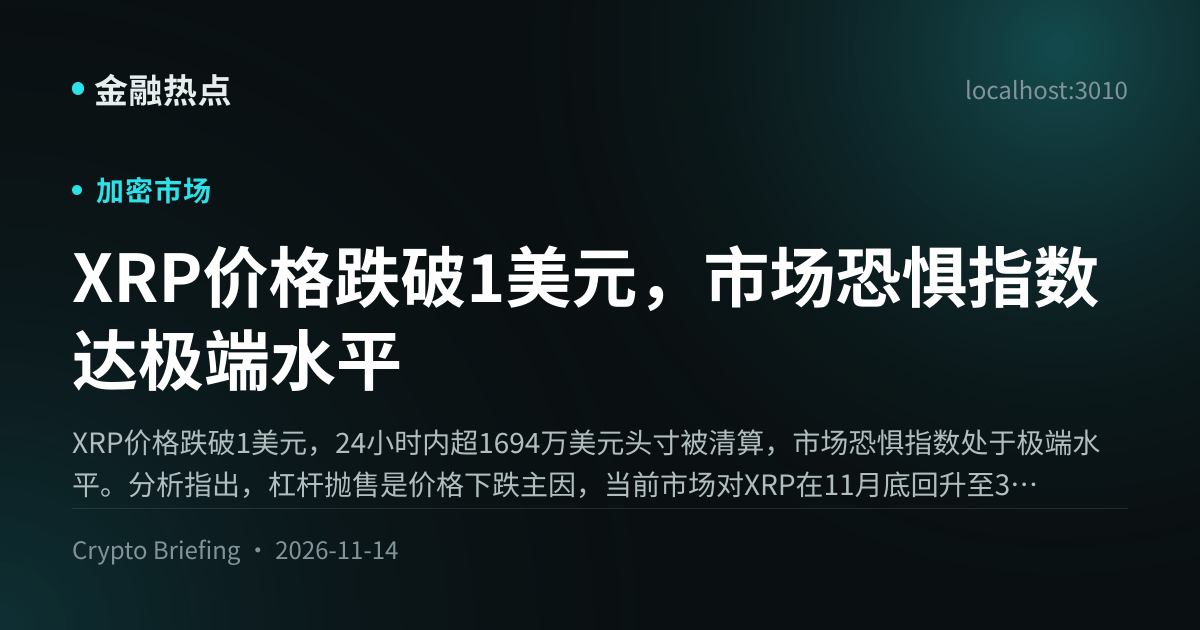 金融热点
localhost:3010
加密市场
XRP价格跌破1美元，市场恐惧指数
达极端水平
XRP价格跌破1美元，24小时内超1694万美元头寸被清算，市场恐惧指数处于极端水
平。分析指出，杠杆抛售是价格下跌主因，当前市场对XRP在11月底回升至3…
Crypto Briefing • 2026-11-14